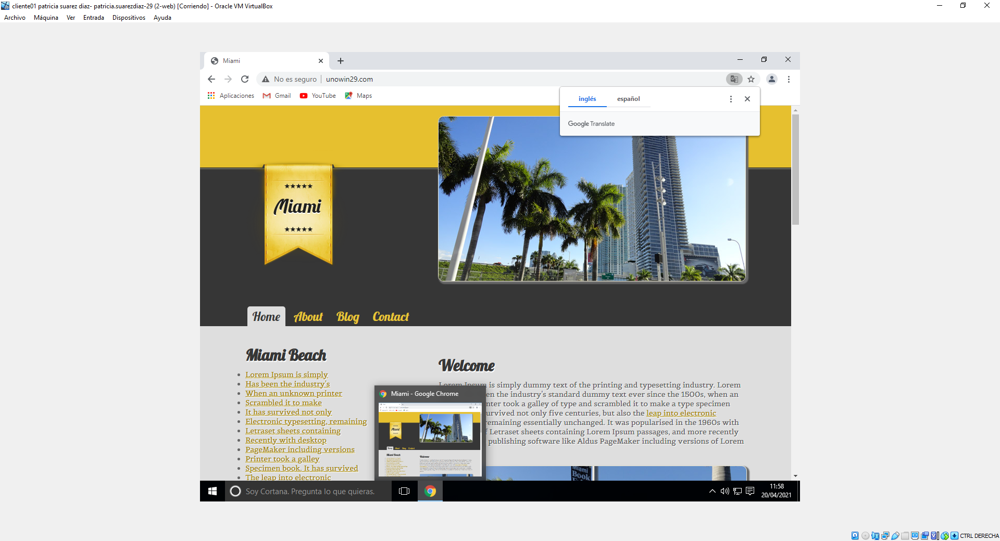 cliente01 patricia suarez diaz- patricia.suarezdiaz-29 (2-web) [Corriendo] - Oracle VM VirtualBox
Archivo Máquina Ver Entrada Dispositivos Ayuda
Miami
No es seguro unowin29.com
Aplicaciones Gmail YouTube Maps
inglés español
Google Translate
★★★★★
Miami
★★★★★
Home About Blog Contact
Miami Beach
Lorem Ipsum is simply
Has been the industry's
When an unknown printer
Scrambled it to make
It has survived not only
Electronic typesetting, remaining
Letraset sheets containing
Recently with desktop
PageMaker including versions
Printer took a galley
Specimen book. It has survived
The leap into electronic
Welcome
Lorem Ipsum is simply dummy text of the printing and typesetting industry. Lorem
en the industry's standard dummy text ever since the 1500s, when an
nter took a galley of type and scrambled it to make a type specimen
urvived not only five centuries, but also the leap into electronic
remaining essentially unchanged. It was popularised in the 1960s with
f Letraset sheets containing Lorem Ipsum passages, and more recently
publishing software like Aldus PageMaker including versions of Lorem
Miami - Google Chrome
Miami
Book
Soy Cortana. Pregunta lo que quieras.
11:58
20/04/2021
CTRL DERECHA